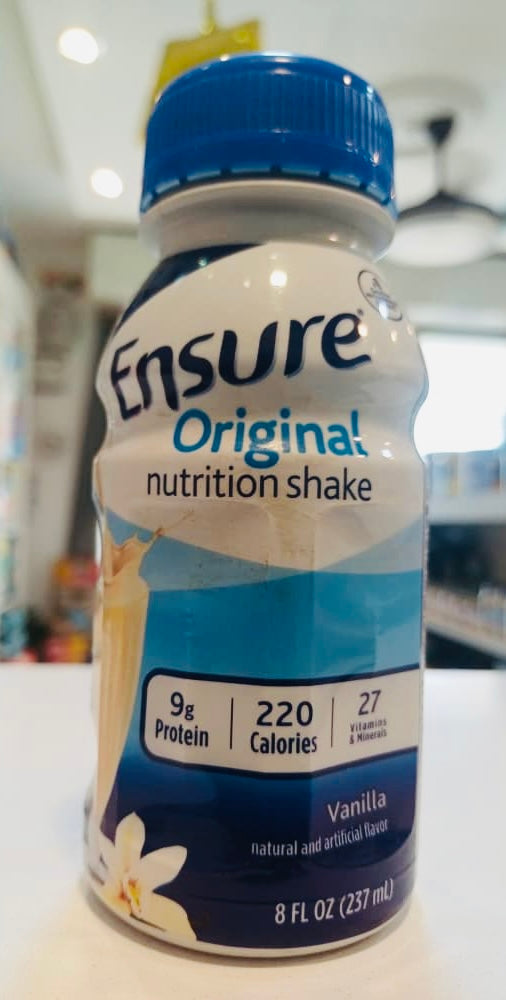 Ensure®
Original
nutrition shake
9g
Protein
220
Calories
27
Vitamins
& Minerals
Vanilla
natural and artificial flavor
8 FL OZ (237 mL)